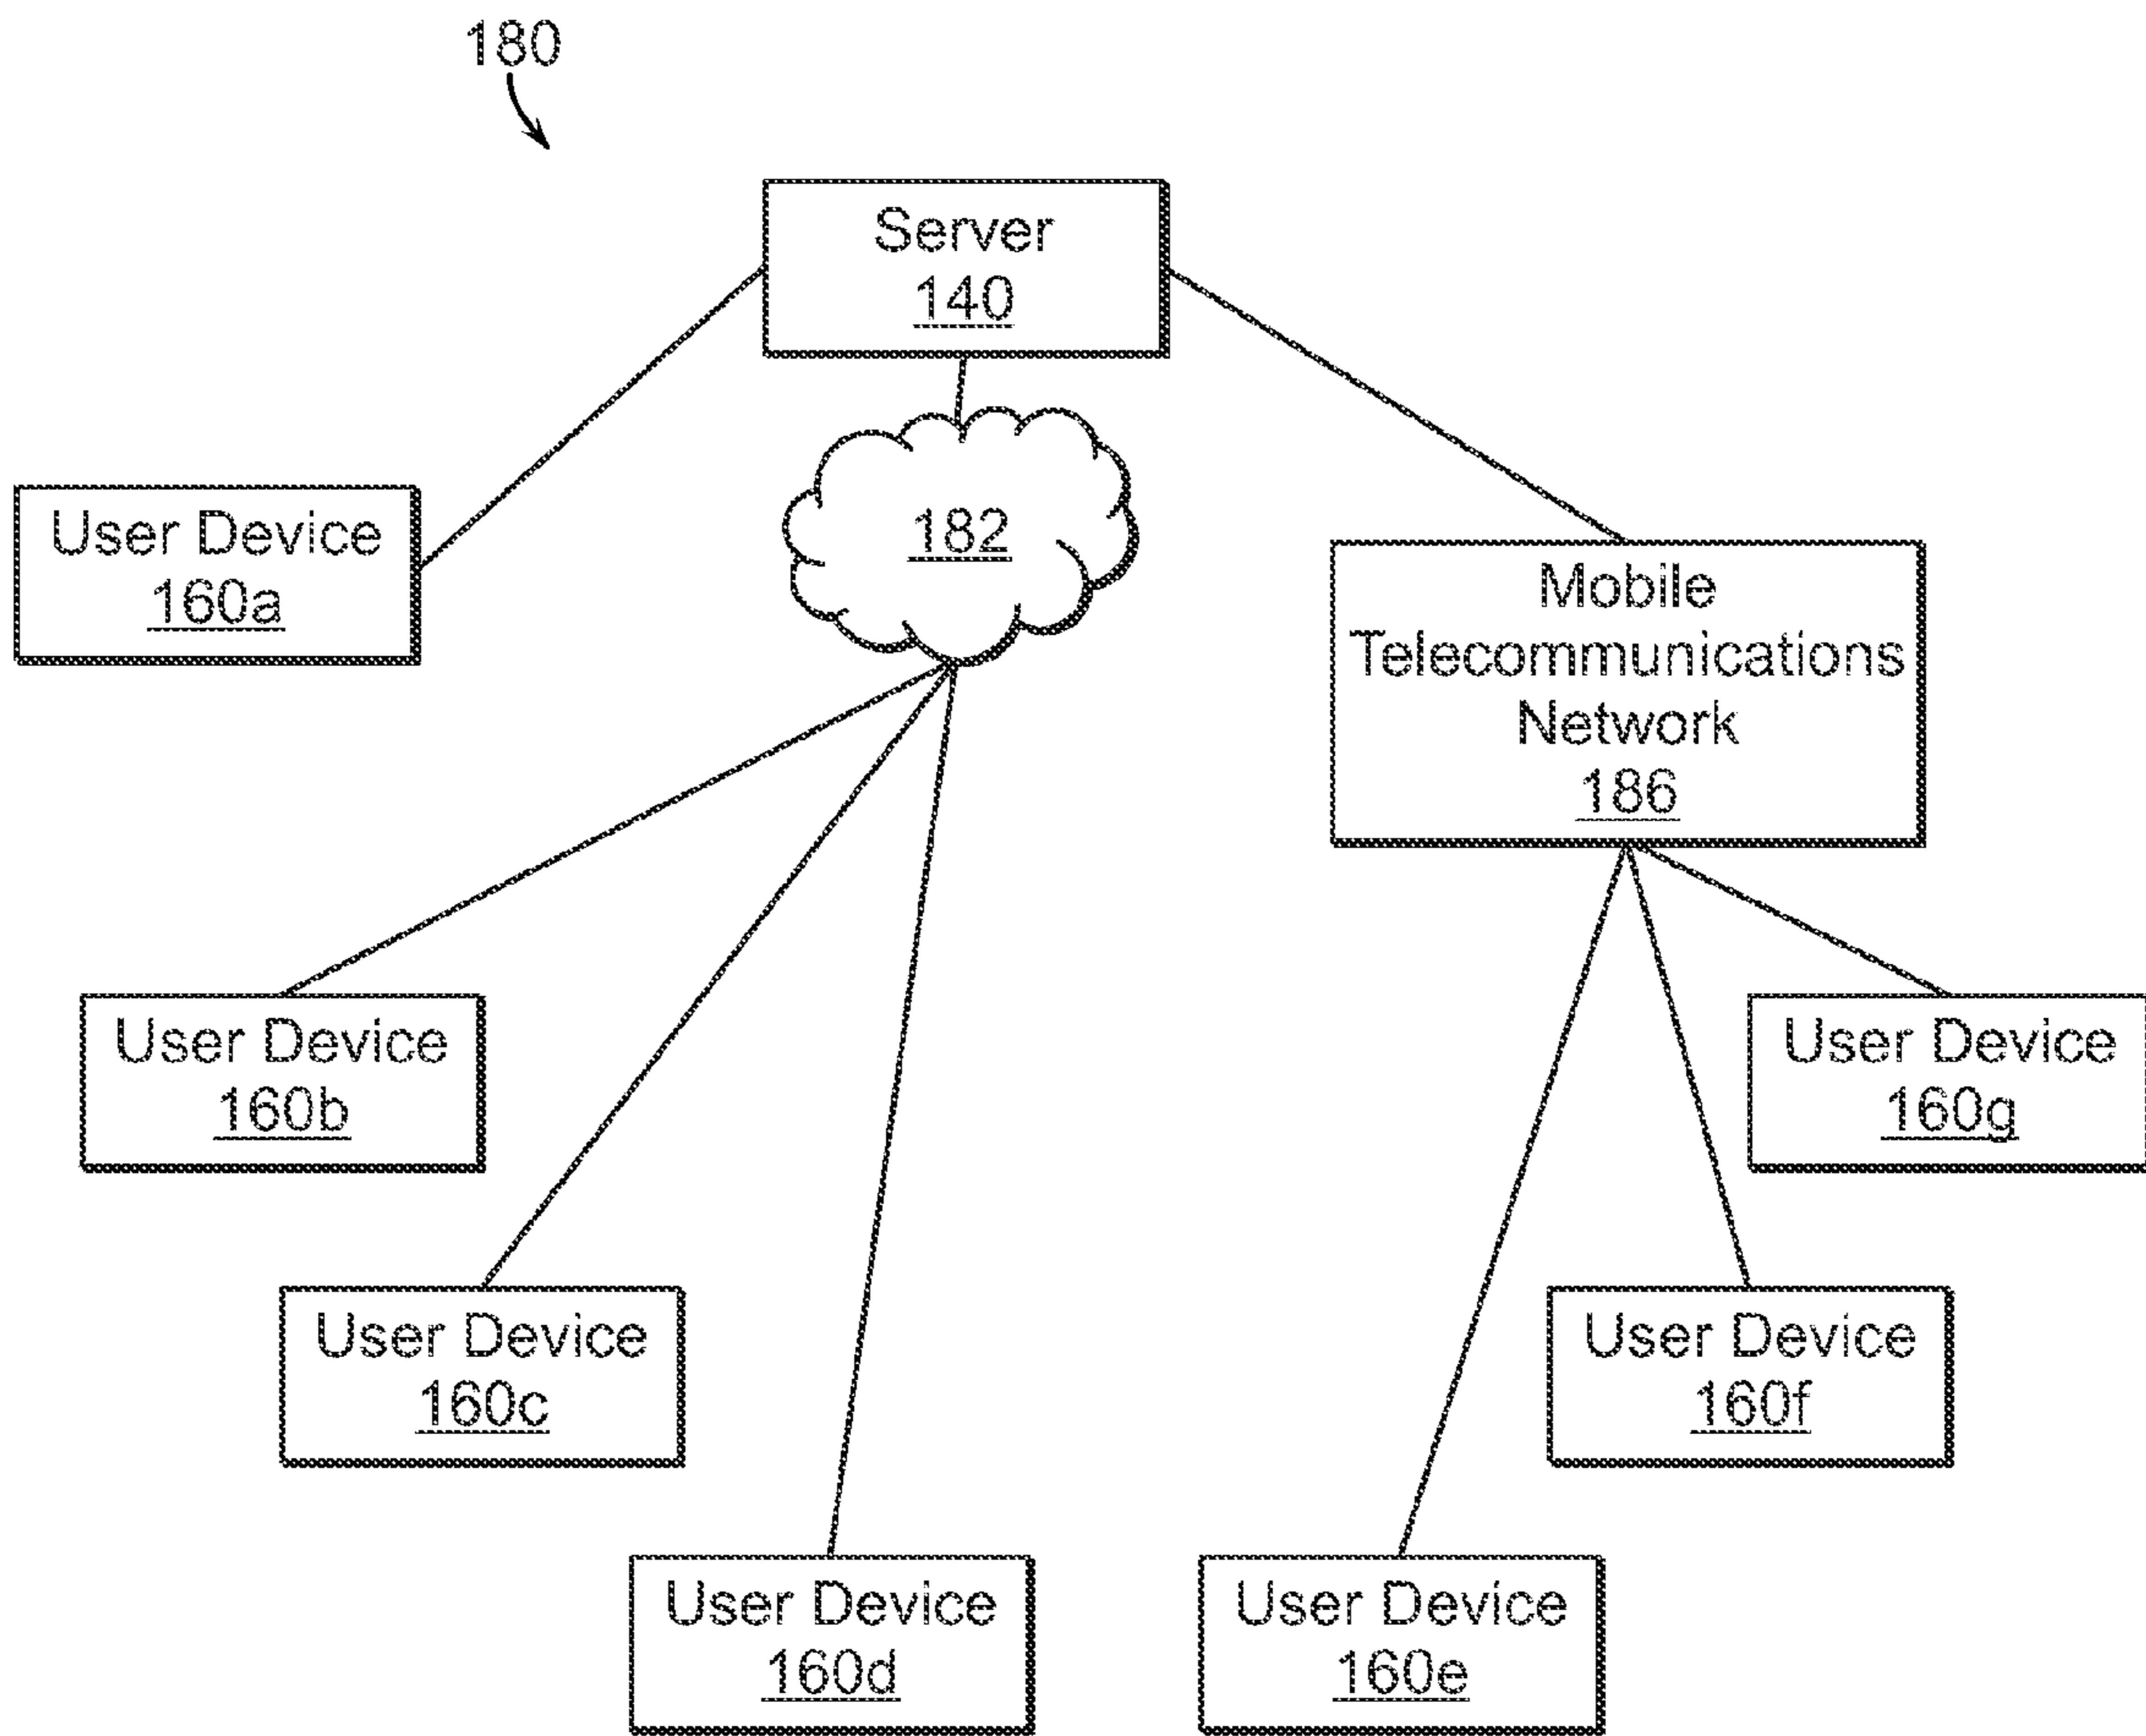 180
Server
140
182
User Device
160a
Mobile
Telecommunications
Network
186
User Device
160b
User Device
160g
User Device
160c
User Device
160f
User Device
160d
User Device
160e